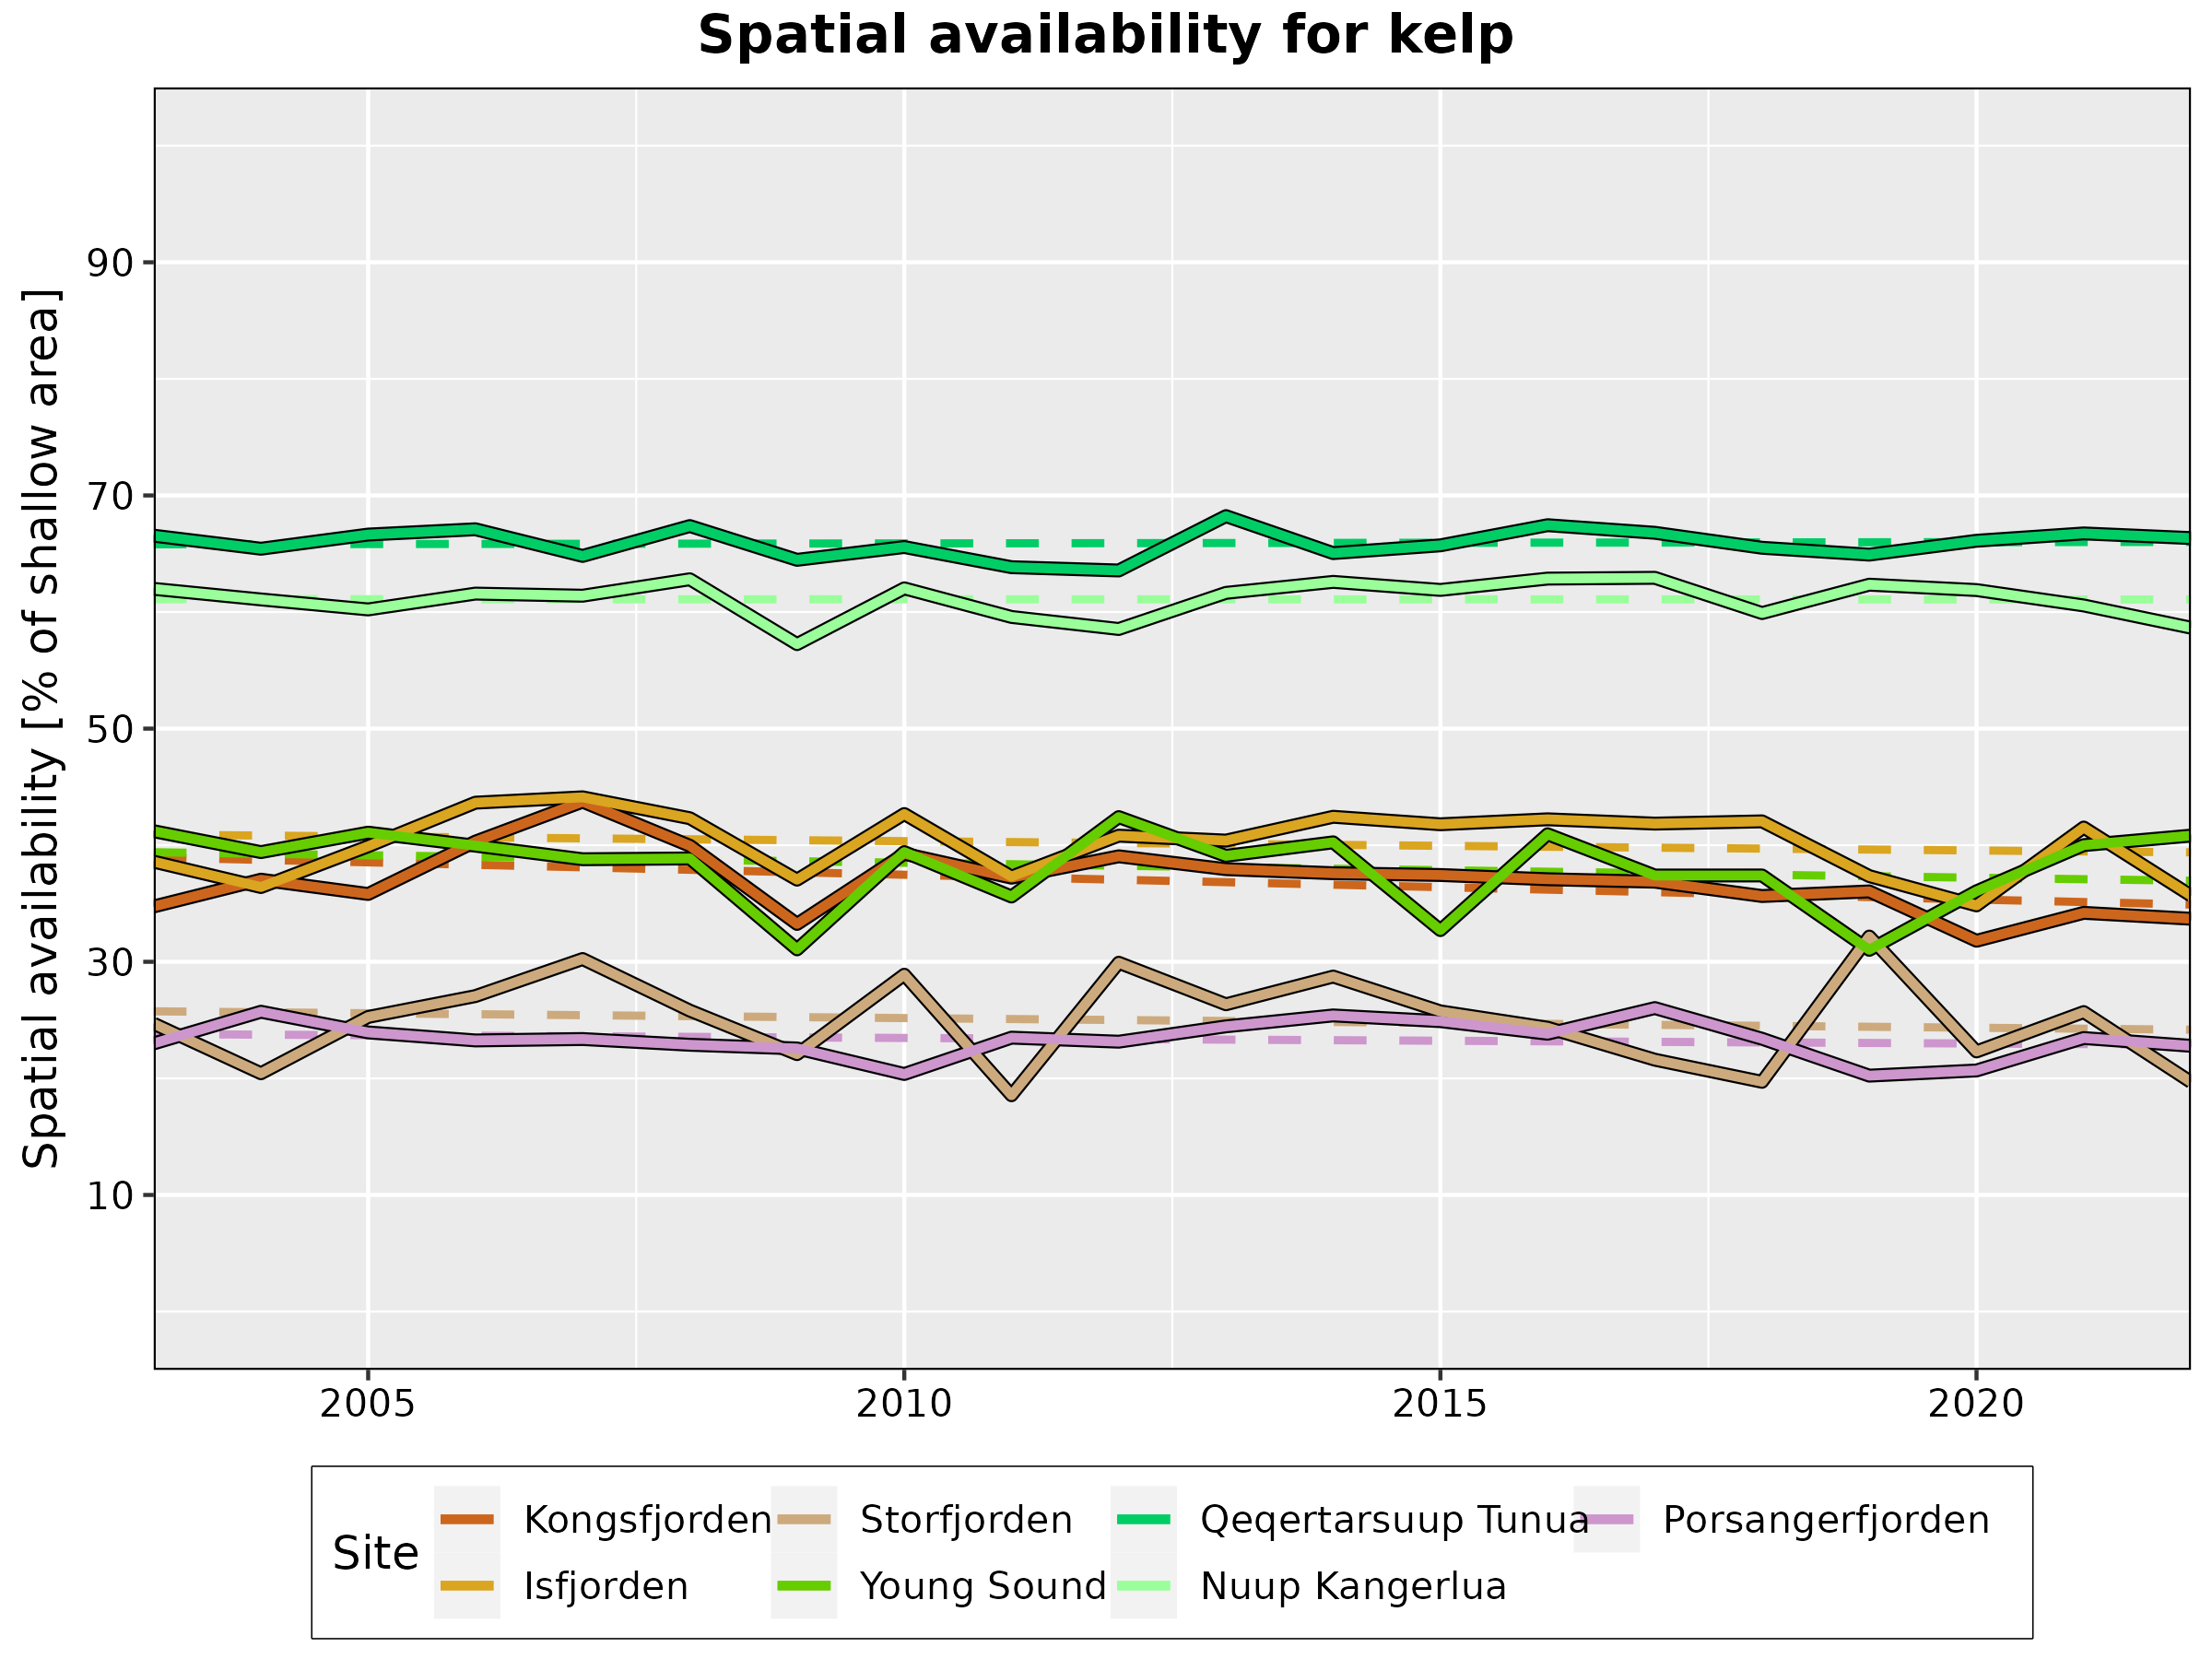 Spatial availability for kelp
Spatial availability [% of shallow area]
90
70
50
30
10
2005 2010 2015 2020
Site
Kongsfjorden Storfjorden Qeqertarsuup Tunua Porsangerfjorden
Isfjorden Young Sound Nuup Kangerlua